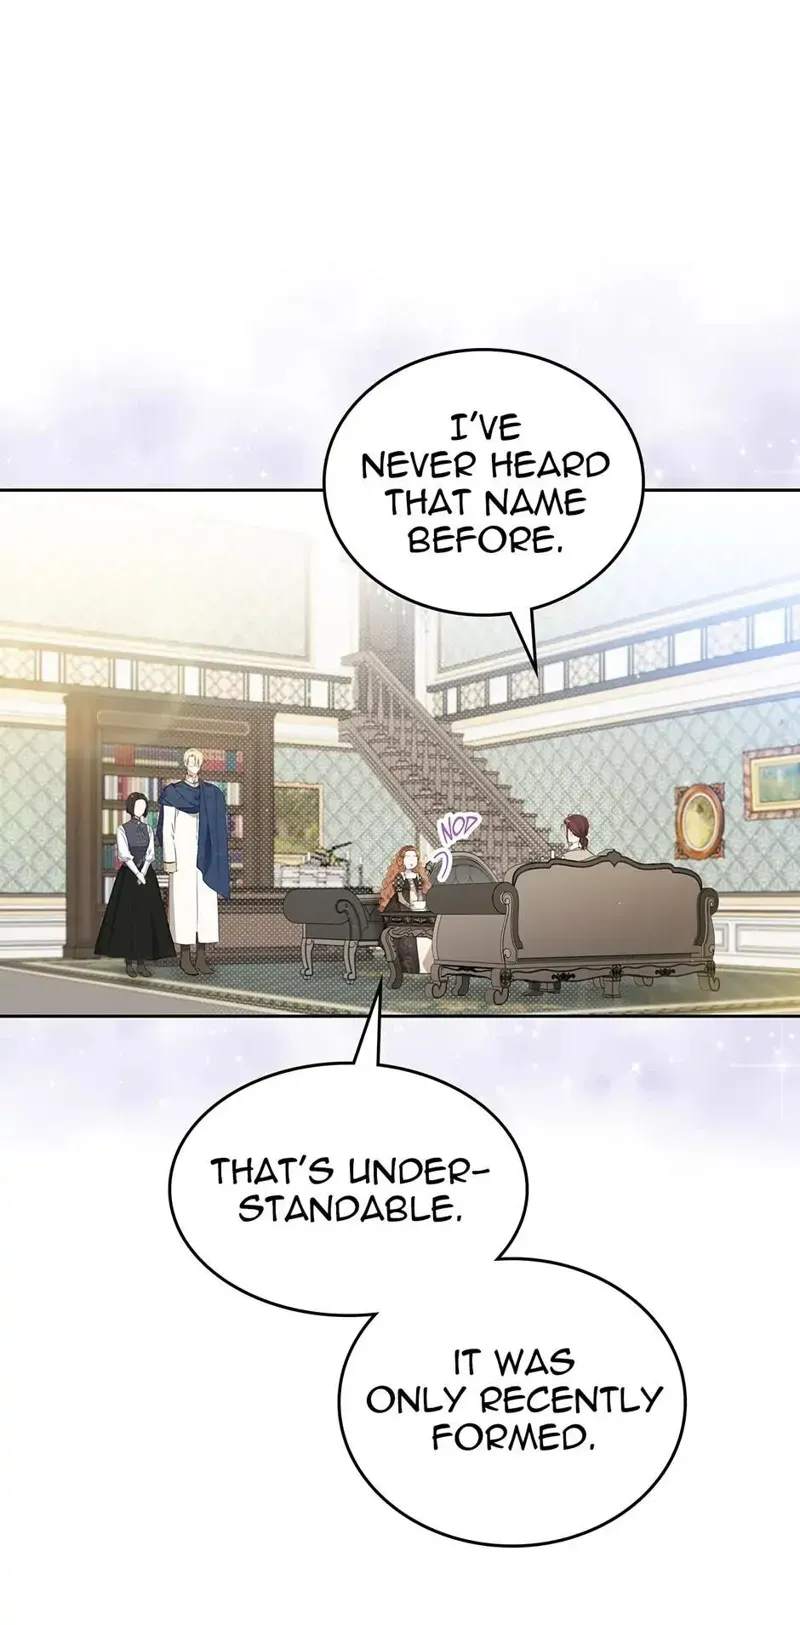 I'VE
NEVER HEARD
THAT NAME
BEFORE.
NOD
THAT'S UNDER-
STANDABLE.
IT WAS
ONLY RECENTLY
FORMED.